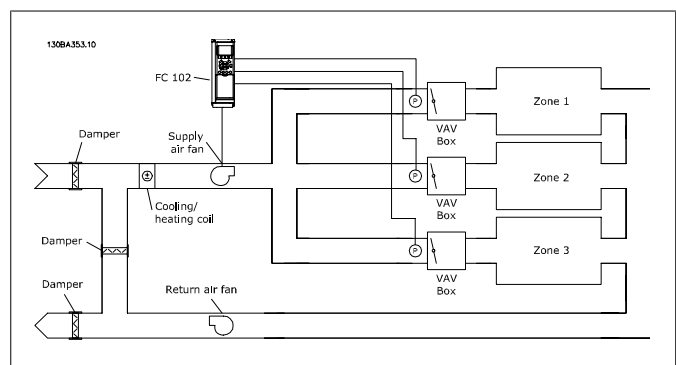 130BA353.10
FC 102
P
VAV
Box
Zone 1
Damper
Supply
air fan
P
VAV
Box
Zone 2
Cooling/
heating coil
Damper
P
VAV
Box
Zone 3
Damper
Return air fan